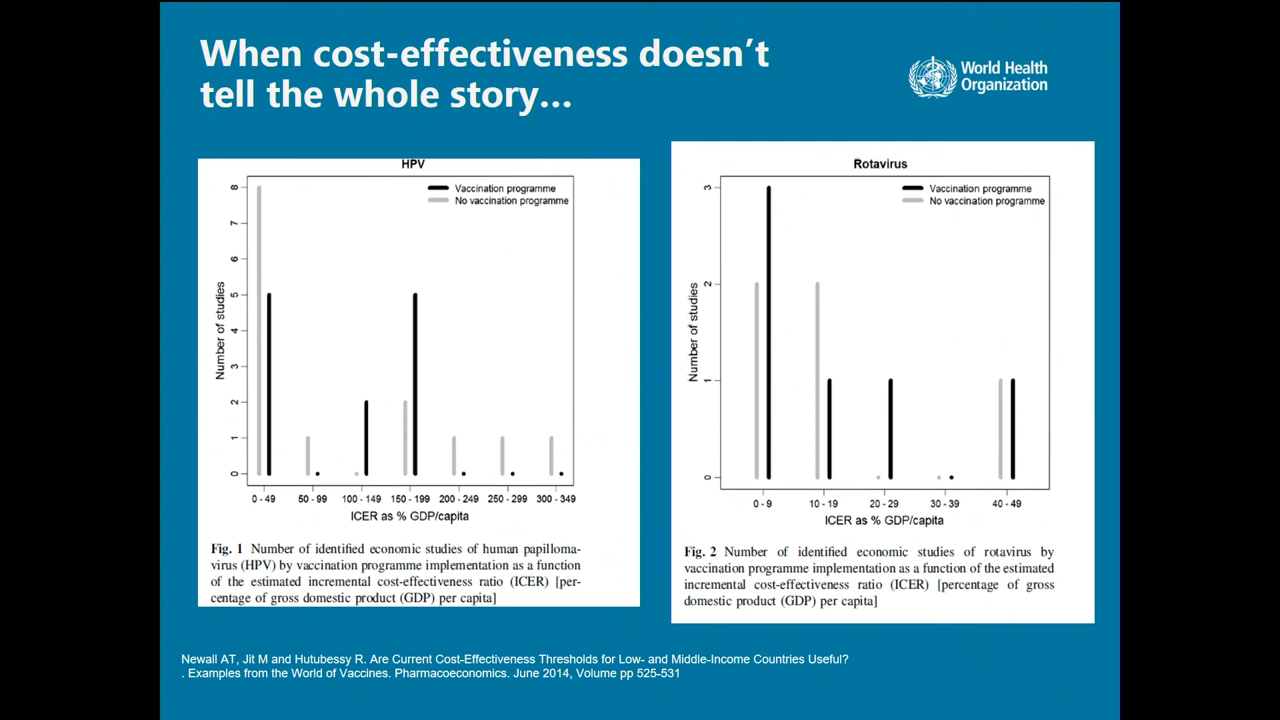 When cost-effectiveness doesn’t
tell the whole story...
World Health
Organization
HPV
Vaccination programme
No vaccination programme
8
7
6
5
4
3
2
1
0
Number of studies
0 - 49
50 - 99
100 - 149
150 - 199
200 - 249
250 - 299
300 - 349
ICER as % GDP/capita
Fig. 1 Number of identified economic studies of human papilloma-
virus (HPV) by vaccination programme implementation as a function
of the estimated incremental cost-effectiveness ratio (ICER) [per-
centage of gross domestic product (GDP) per capita]
Rotavirus
Vaccination programme
No vaccination programme
3
2
1
0
Number of studies
0 - 9
10 - 19
20 - 29
30 - 39
40 - 49
ICER as % GDP/capita
Fig. 2 Number of identified economic studies of rotavirus by
vaccination programme implementation as a function of the estimated
incremental cost-effectiveness ratio (ICER) [percentage of gross
domestic product (GDP) per capita]
Newall AT, Jit M and Hutubessy R. Are Current Cost-Effectiveness Thresholds for Low- and Middle-Income Countries Useful?
. Examples from the World of Vaccines. Pharmacoeconomics. June 2014, Volume pp 525-531